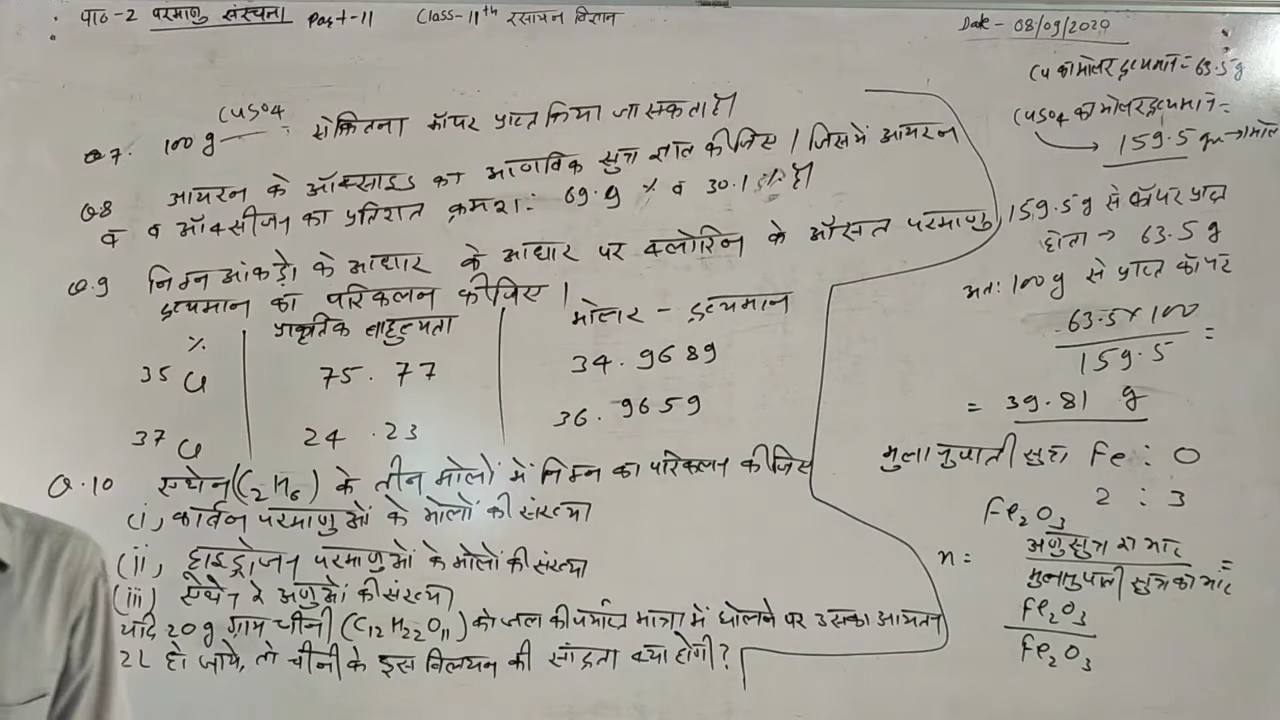 पाठ-2 परमाणु संरचना Part-11 Class-11th रसायन विज्ञान Date- 08/09/2020
Q7. 100 g CuSO4 से कितना कॉपर प्राप्त किया जा सकता है।
Q8 आयरन के ऑक्साइड का आणविक सुत्र ज्ञात कीजिए। जिसमें आयरन
व व ऑक्सीजन का प्रतिशत क्रमश: 69.9 % व 30.1 % है।
Q.9 निम्न आंकड़ो के आधार के आधार पर क्लोरिन के औसत परमाणु
द्रव्यमान का परिकलन कीजिए।
% प्राकृतिक बाहुल्यता मोलर - द्रव्यमान
35 Cl 75.77 34.9689
37 Cl 24.23 36.9659
Q.10 एथेन (C2H6) के तीन मोलों में निम्न का परिकलन कीजिए
(i) कार्बन परमाणुओं के मोलों की संख्या
(ii) हाइड्रोजन परमाणुओं के मोलों की संख्या
(iii) एथेन के अणुओं की संख्या
यदि 20g ग्राम चीनी (C12H22O11) को जल की पर्याप्त मात्रा में घोलने पर उसका आयतन
2L हो जाये, तो चीनी के इस विलयन की सांद्रता क्या होगी?
Cu का मोलर द्रव्यमान = 63.5 g
CuSO4 का मोलर द्रव्यमान =
→ 159.5 gm → 1 मोल
159.5 g से कॉपर प्राप्त
होता → 63.5 g
अत: 100 g से प्राप्त कॉपर
63.5 x 100 =
159.5
= 39.81 g
मुलानुपाती सुत्र Fe : O
2 : 3
Fe2O3
n = अणुसुत्र का भार =
मुलानुपाती सुत्र का भार
Fe2O3
Fe2O3